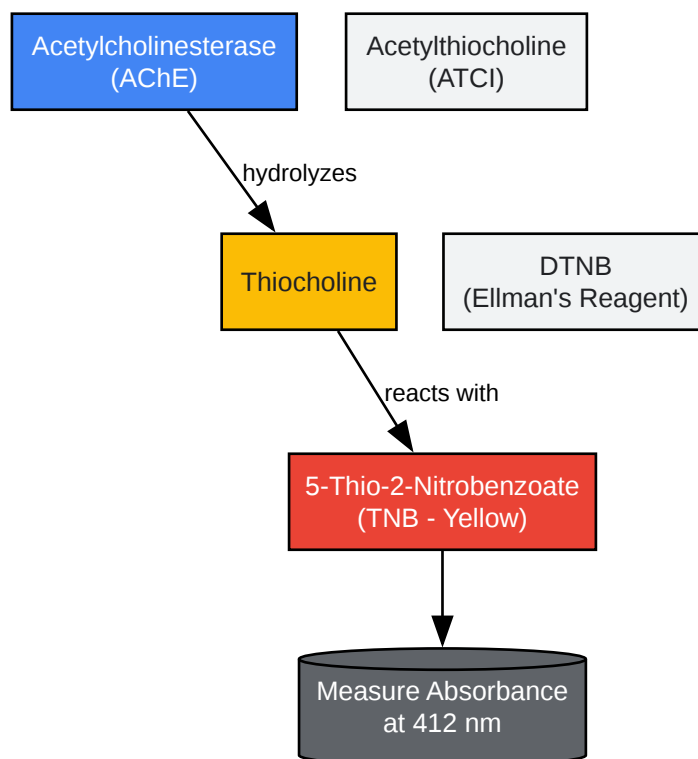 Acetylcholinesterase
(AChE)
Acetylthiocholine
(ATCI)
hydrolyzes
Thiocholine
DTNB
(Ellman's Reagent)
reacts with
5-Thio-2-Nitrobenzoate
(TNB - Yellow)
Measure Absorbance
at 412 nm